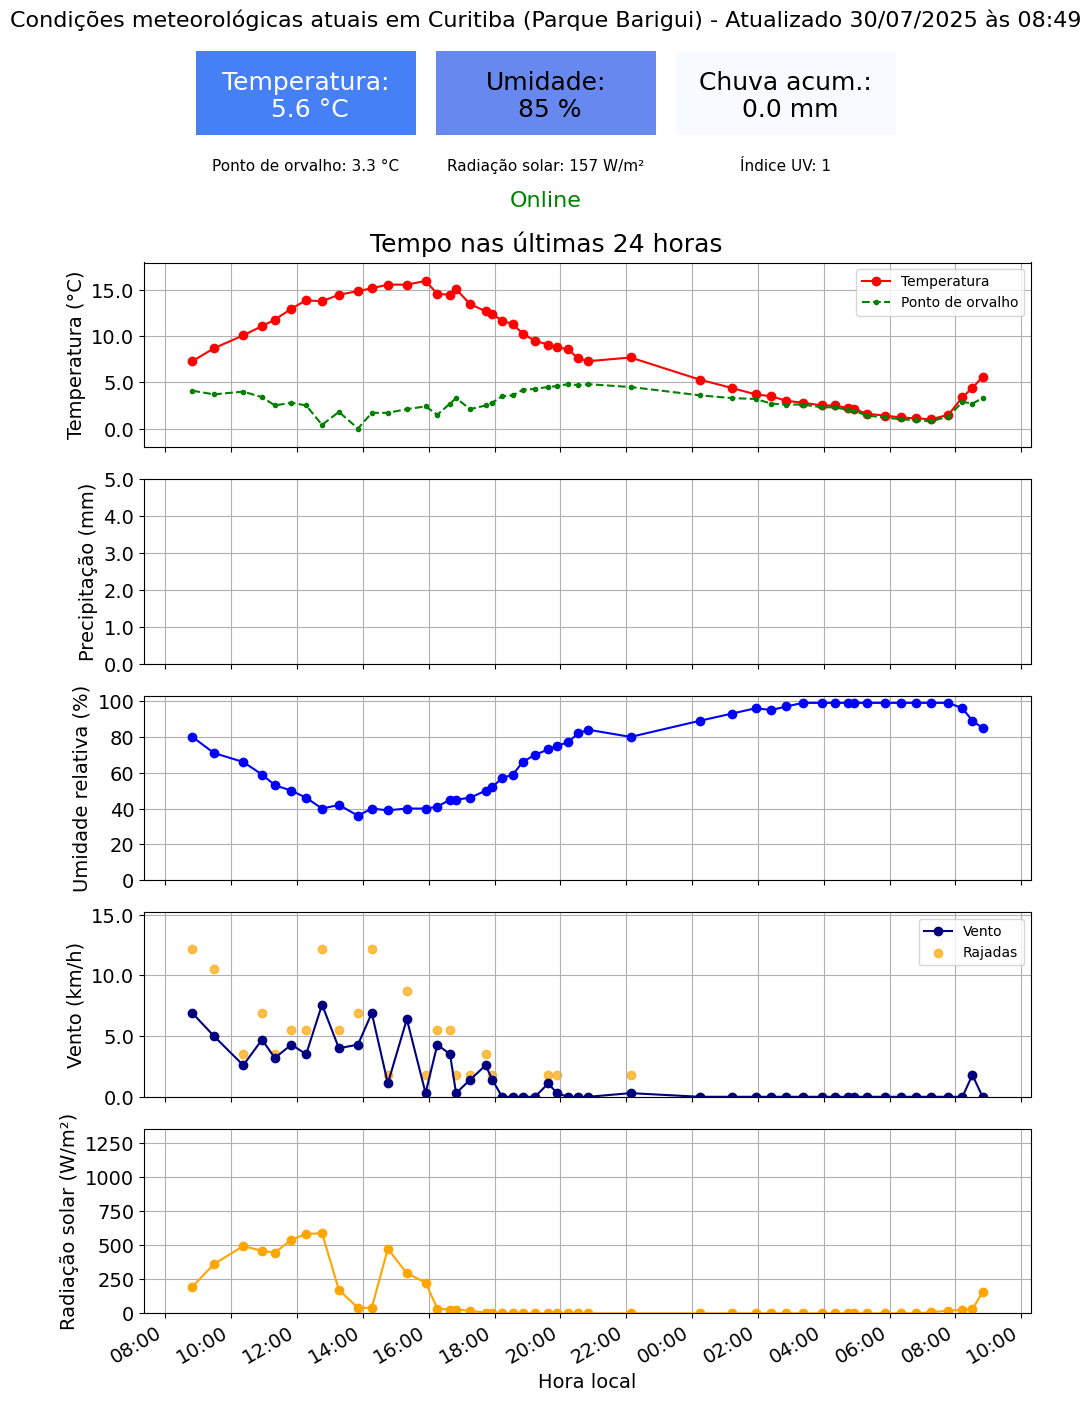 Condições meteorológicas atuais em Curitiba (Parque Barigui) - Atualizado 30/07/2025 às 08:49
Temperatura:
5.6 °C
Umidade:
85 %
Chuva acum.:
0.0 mm
Ponto de orvalho: 3.3 °C
Radiação solar: 157 W/m²
Índice UV: 1
Online
Tempo nas últimas 24 horas
Temperatura (°C)
15.0
10.0
5.0
0.0
Temperatura
Ponto de orvalho
Precipitação (mm)
5.0
4.0
3.0
2.0
1.0
0.0
Umidade relativa (%)
100
80
60
40
20
0
Vento (km/h)
15.0
10.0
5.0
0.0
Vento
Rajadas
Radiação solar (W/m²)
1250
1000
750
500
250
0
08:00
10:00
12:00
14:00
16:00
18:00
20:00
22:00
00:00
02:00
04:00
06:00
08:00
10:00
Hora local